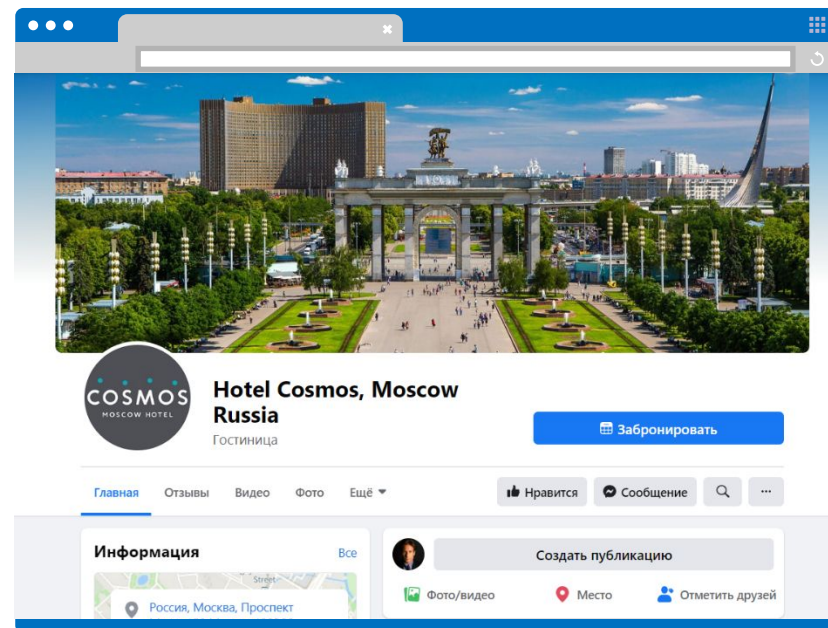 COSMOS
MOSCOW HOTEL
Hotel Cosmos, Moscow
Russia
Гостиница
Забронировать
Главная Отзывы Видео Фото Ещё
Нравится Сообщение
Информация Все
Street
Россия, Москва, Проспект
Создать публикацию
Фото/видео Место Отметить друзей